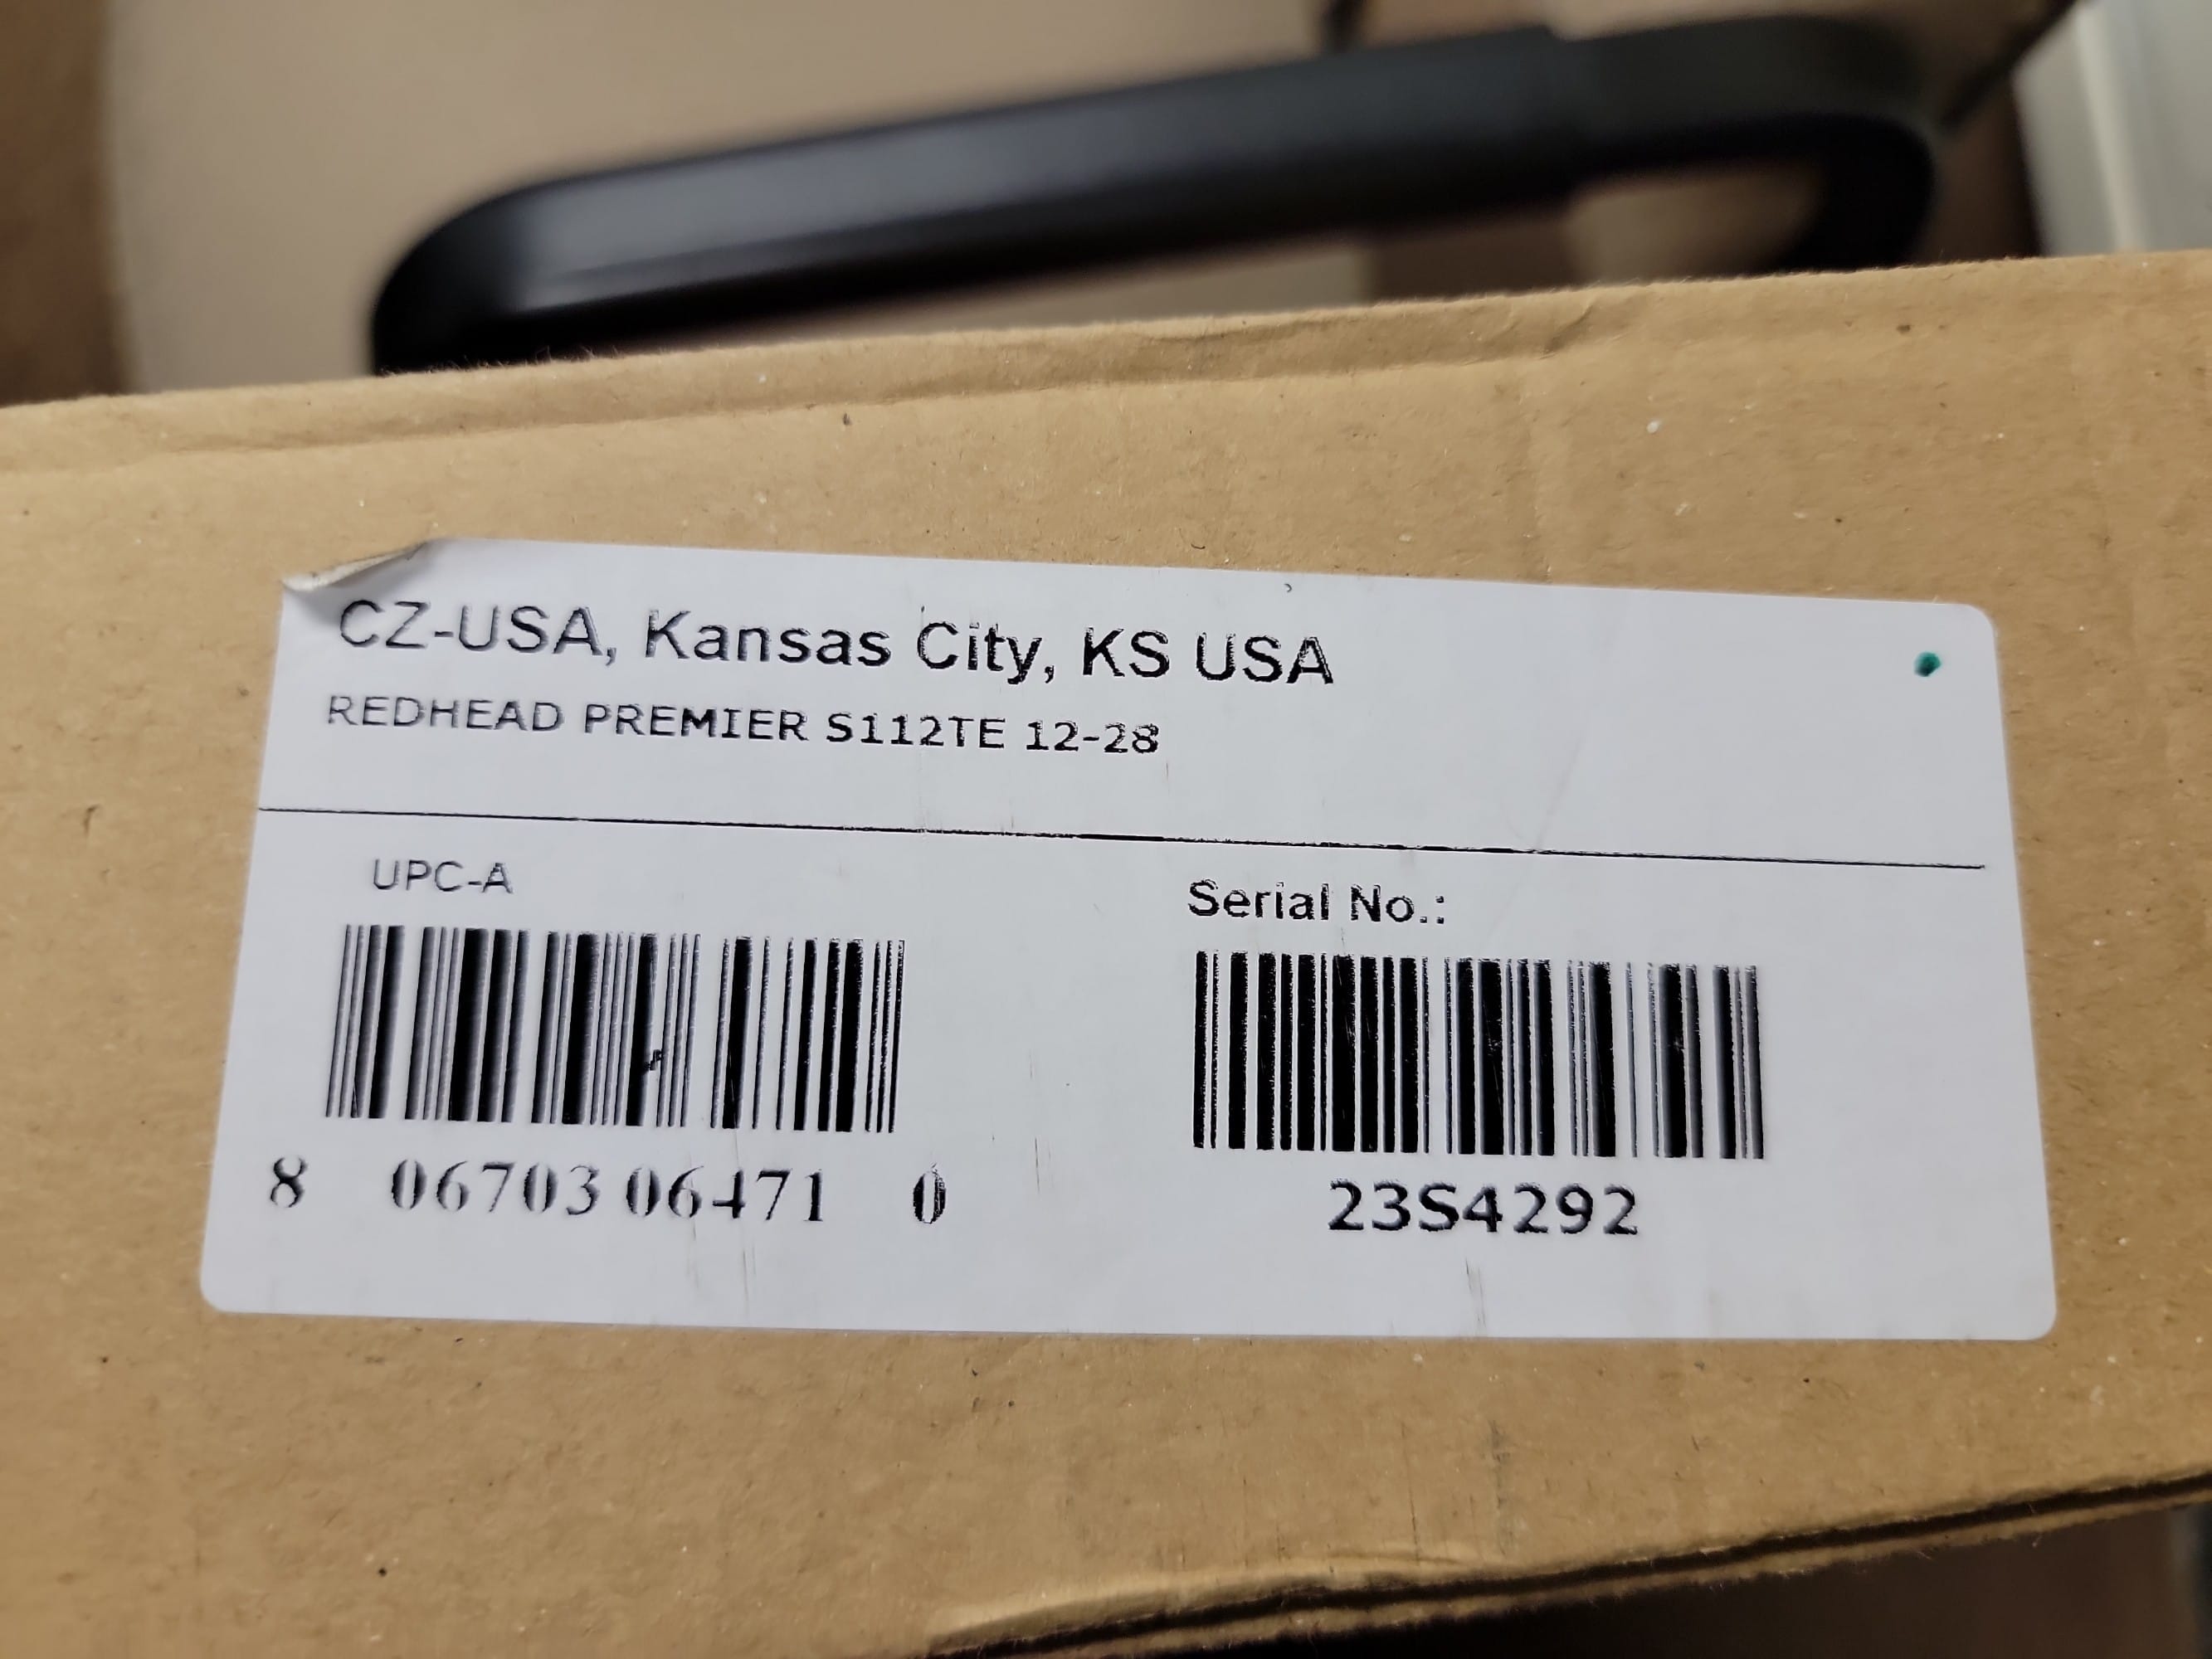 CZ-USA, Kansas City, KS USA
REDHEAD PREMIER S112TE 12-28
UPC-A
8 06703 06471 0
Serial No.:
23S4292